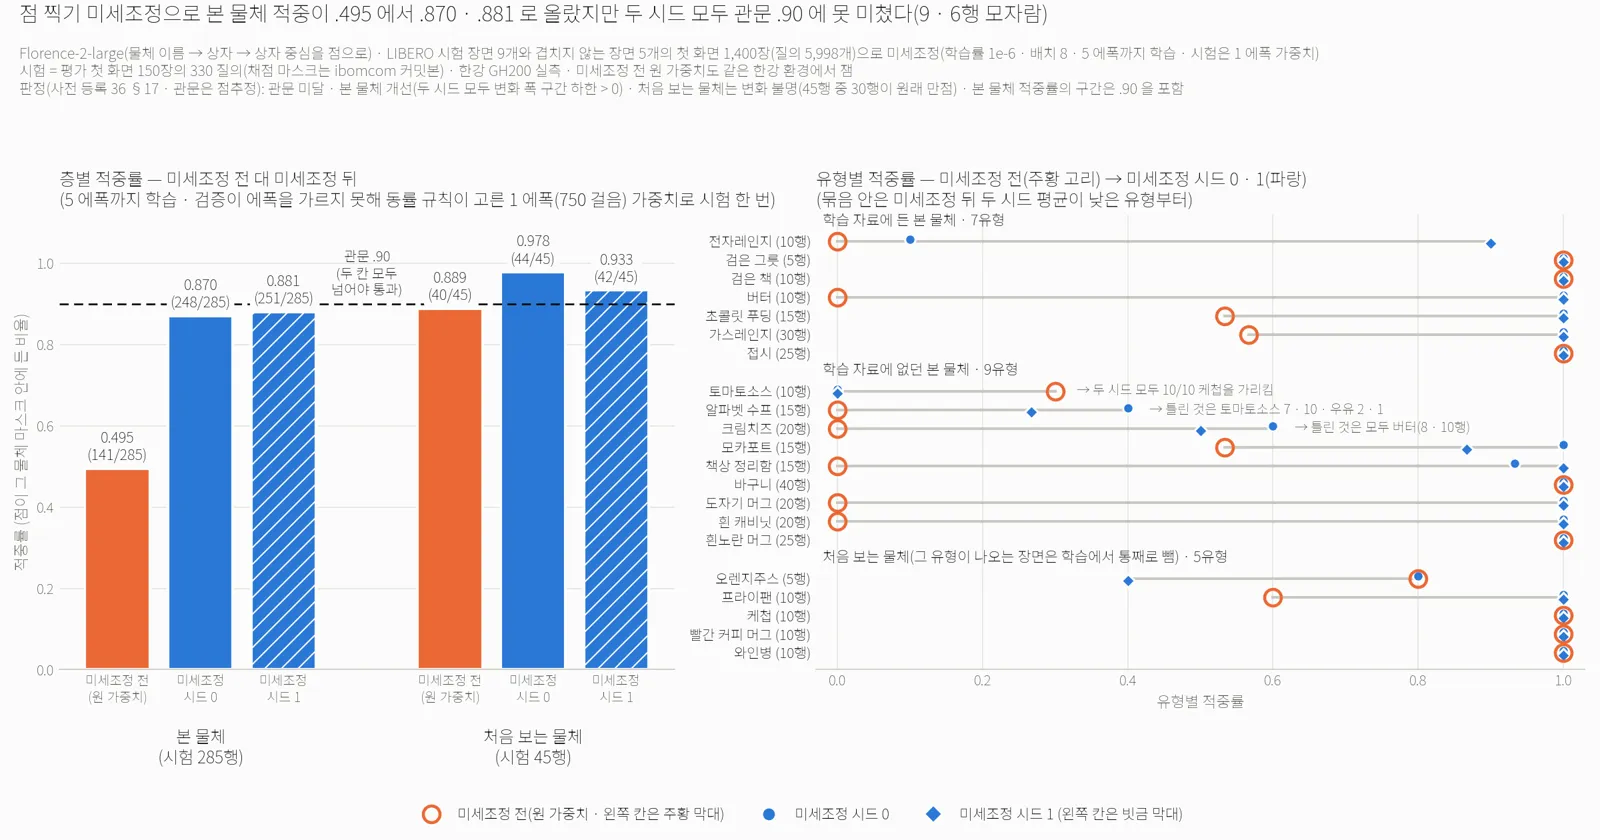 점 찍기 미세조정으로 본 물체 적중이 .495 에서 .870 · .881 로 올랐지만 두 시드 모두 관문 .90 에 못 미쳤다(9 · 6행 모자람)
Florence-2-large(물체 이름 → 상자 → 상자 중심을 점으로) · LIBERO 시험 장면 9개와 겹치지 않는 장면 5개의 첫 화면 1,400장(질의 5,998개)으로 미세조정(학습률 1e-6 · 배치 8 · 5 에폭까지 학습 · 시험은 1 에폭 가중치)
시험 = 평가 첫 화면 150장의 330 질의(채점 마스크는 ibomcom 커밋본) · 한강 GH200 실측 · 미세조정 전 원 가중치도 같은 한강 환경에서 잼
판정(사전 등록 36 §17 · 관문은 점추정): 관문 미달 · 본 물체 개선(두 시드 모두 변화 폭 구간 하한 > 0) · 처음 보는 물체는 변화 불명(45행 중 30행이 원래 만점) · 본 물체 적중률의 구간은 .90 을 포함
층별 적중률 — 미세조정 전 대 미세조정 뒤
(5 에폭까지 학습 · 검증이 에폭을 가르지 못해 동률 규칙이 고른 1 에폭(750 걸음) 가중치로 시험 한 번)
적중률 (점이 그 물체 마스크 안에 든 비율)
1.0
0.8
0.6
0.4
0.2
0.0
0.495
(141/285)
0.870
(248/285)
0.881
(251/285)
관문 .90
(두 칸 모두
넘어야 통과)
0.889
(40/45)
0.978
(44/45)
0.933
(42/45)
미세조정 전
(원 가중치)
미세조정
시드 0
미세조정
시드 1
미세조정 전
(원 가중치)
미세조정
시드 0
미세조정
시드 1
본 물체
(시험 285행)
처음 보는 물체
(시험 45행)
유형별 적중률 — 미세조정 전(주황 고리) → 미세조정 시드 0 · 1(파랑)
(묶음 안은 미세조정 뒤 두 시드 평균이 낮은 유형부터)
학습 자료에 든 본 물체 · 7유형
전자레인지 (10행)
검은 그릇 (5행)
검은 책 (10행)
버터 (10행)
초콜릿 푸딩 (15행)
가스레인지 (30행)
접시 (25행)
학습 자료에 없던 본 물체 · 9유형
토마토소스 (10행) → 두 시드 모두 10/10 케첩을 가리킴
알파벳 수프 (15행) → 틀린 것은 토마토소스 7 · 10 · 우유 2 · 1
크림치즈 (20행) → 틀린 것은 모두 버터(8 · 10행)
모카포트 (15행)
책상 정리함 (15행)
바구니 (40행)
도자기 머그 (20행)
흰 캐비닛 (20행)
흰노란 머그 (25행)
처음 보는 물체(그 유형이 나오는 장면은 학습에서 통째로 뺌) · 5유형
오렌지주스 (5행)
프라이팬 (10행)
케첩 (10행)
빨간 커피 머그 (10행)
와인병 (10행)
0.0
0.2
0.4
0.6
0.8
1.0
유형별 적중률
미세조정 전(원 가중치 · 왼쪽 칸은 주황 막대)
미세조정 시드 0
미세조정 시드 1 (왼쪽 칸은 빗금 막대)